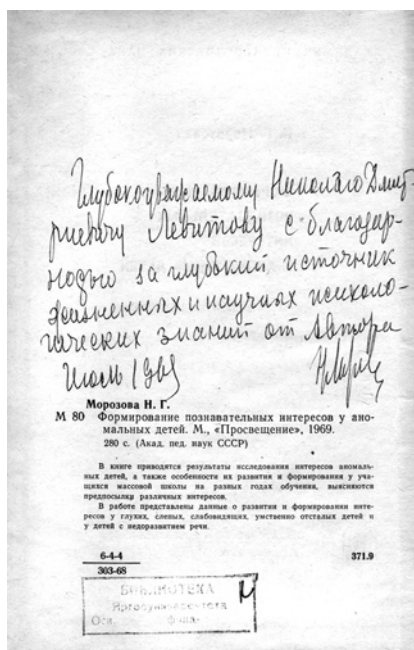 Глубокоуважаемому Николаю Дмит
риевичу Левитову с благодар-
ностью за глубокий источник
жизненных и научных психоло-
гических знаний от Автора
Июль 1969
Морозова Н. Г.
М 80 Формирование познавательных интересов у ано-
мальных детей. М., «Просвещение», 1969.
280 с. (Акад. пед. наук СССР)
В книге приводятся результаты исследования интересов аномаль-
ных детей, а также особенности их развития и формирования у уча-
щихся массовой школы на разных годах обучения, выясняются
предпосылки различных интересов.
В работе представлены данные о развитии и формировании инте-
ресов у глухих, слепых, слабовидящих, умственно отсталых детей и
у детей с недоразвитием речи.
6-4-4 371.9
303-68
БИБЛИОТЕКА